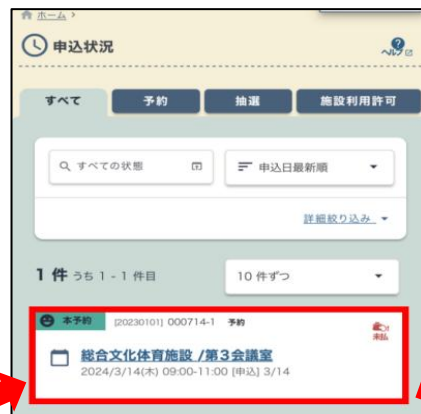 ホーム ›
申込状況
ヘルプ
すべて 予約 抽選 施設利用許可
すべての状態 申込日最新順
詳細絞り込み
1 件 うち 1 - 1 件目 10 件ずつ
本予約 [20230101] 000714-1 予約
未払
総合文化体育施設 /第3会議室
2024/3/14(木) 09:00-11:00 [申込] 3/14